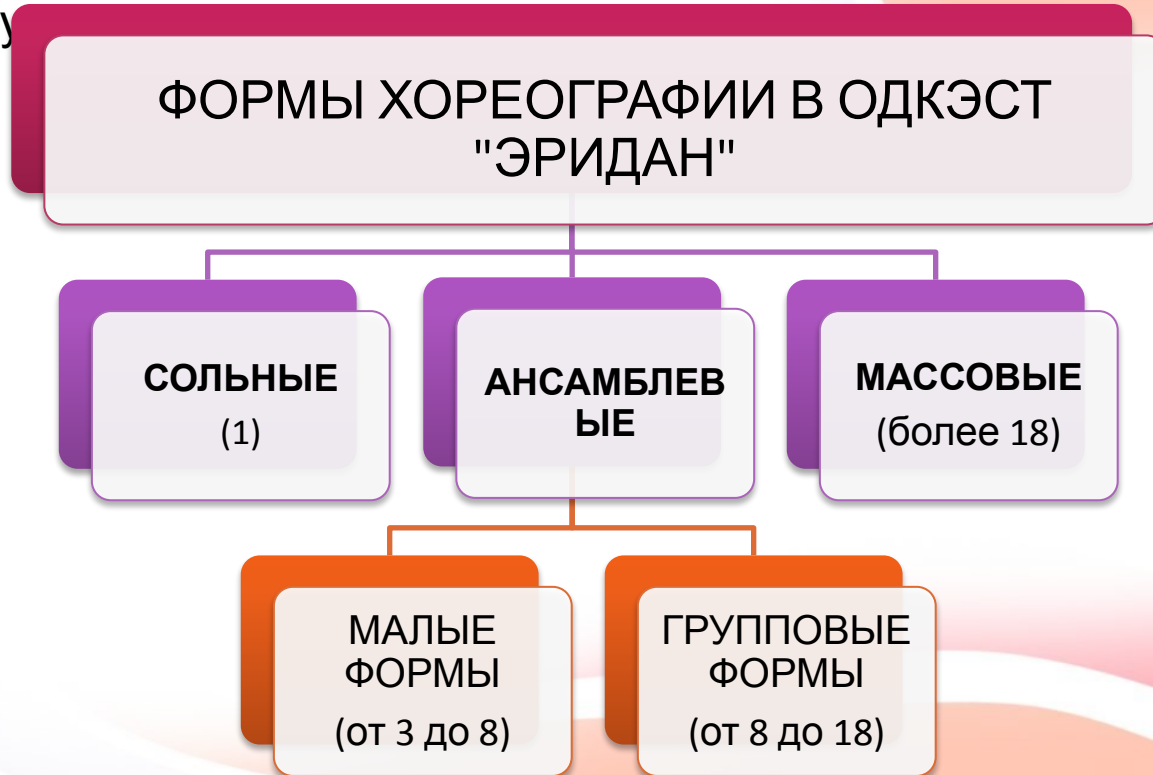 у
ФОРМЫ ХОРЕОГРАФИИ В ОДКЭСТ
"ЭРИДАН"
СОЛЬНЫЕ
(1)
АНСАМБЛЕВ
ЫЕ
МАССОВЫЕ
(более 18)
МАЛЫЕ
ФОРМЫ
(от 3 до 8)
ГРУППОВЫЕ
ФОРМЫ
(от 8 до 18)